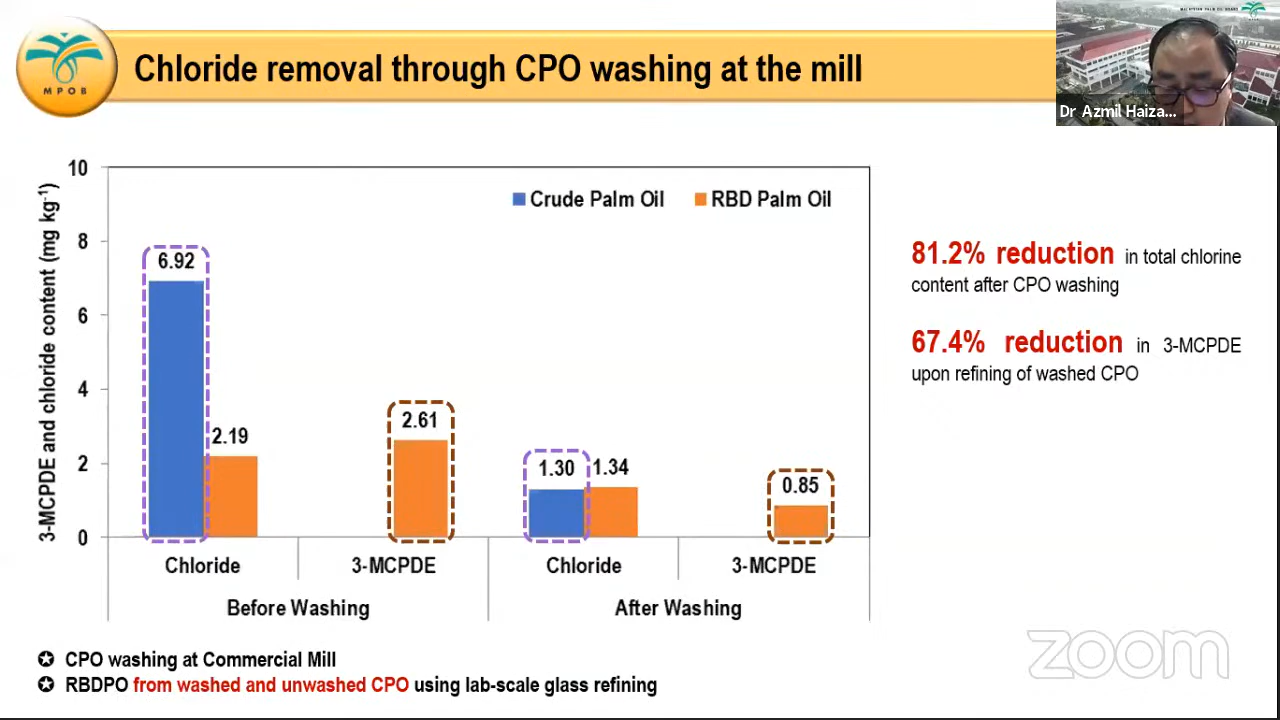 MALAYSIAN PALM OIL BOARD
MPOB
Chloride removal through CPO washing at the mill
Dr Azmil Haiza...
3-MCPDE and chloride content (mg kg-1)
10
8
6
4
2
0
Crude Palm Oil
RBD Palm Oil
6.92
2.19
2.61
1.30
1.34
0.85
Chloride
3-MCPDE
Chloride
3-MCPDE
Before Washing
After Washing
81.2% reduction in total chlorine
content after CPO washing
67.4% reduction in 3-MCPDE
upon refining of washed CPO
CPO washing at Commercial Mill
RBDPO from washed and unwashed CPO using lab-scale glass refining
zoom